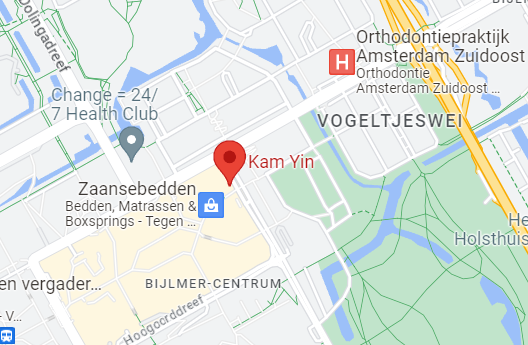 BIJLM
Dolingadreef
Orthodontiepraktijk
Amsterdam Zuidoost
Orthodontie
Amsterdam Zuidoost ...
H
Change = 24/
7 Health Club
VOGELTJESWEI
Kam Yin
Zaansebedden
Bedden, Matrassen &
Boxsprings - Tegen ...
He
Holsthuis
en vergader...
BIJLMER-CENTRUM
Hoogoorddreef
- V...